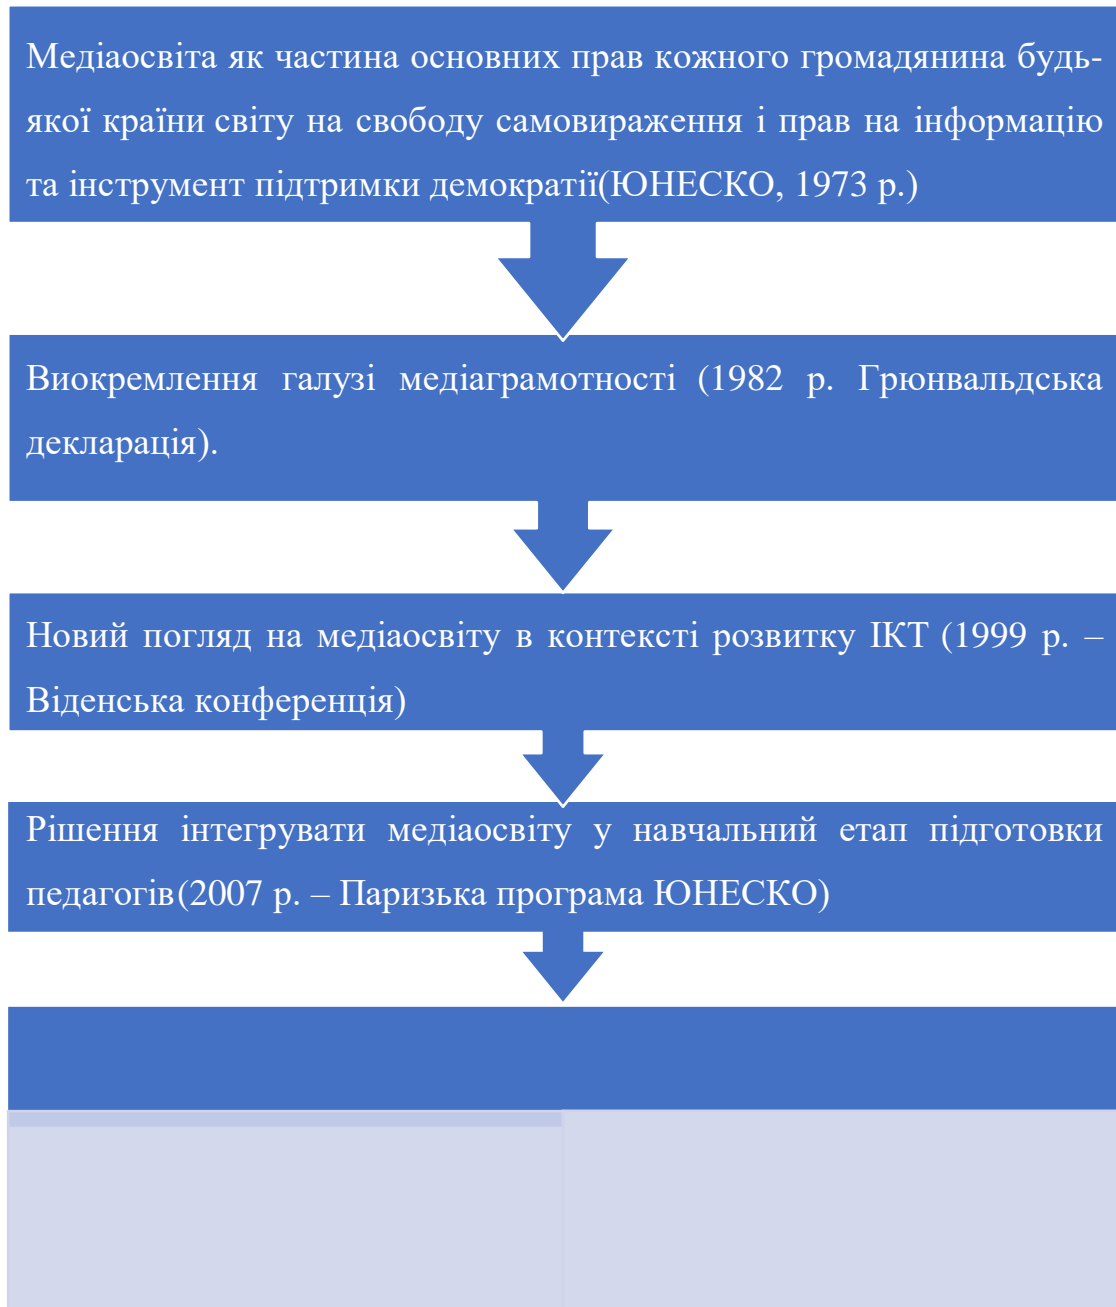 Медіаосвіта як частина основних прав кожного громадянина будь-
якої країни світу на свободу самовираження і прав на інформацію
та інструмент підтримки демократії(ЮНЕСКО, 1973 р.)
Виокремлення галузі медіаграмотності (1982 р. Грюнвальдська
декларація).
Новий погляд на медіаосвіту в контексті розвитку ІКТ (1999 р. –
Віденська конференція)
Рішення інтегрувати медіаосвіту у навчальний етап підготовки
педагогів(2007 р. – Паризька програма ЮНЕСКО)